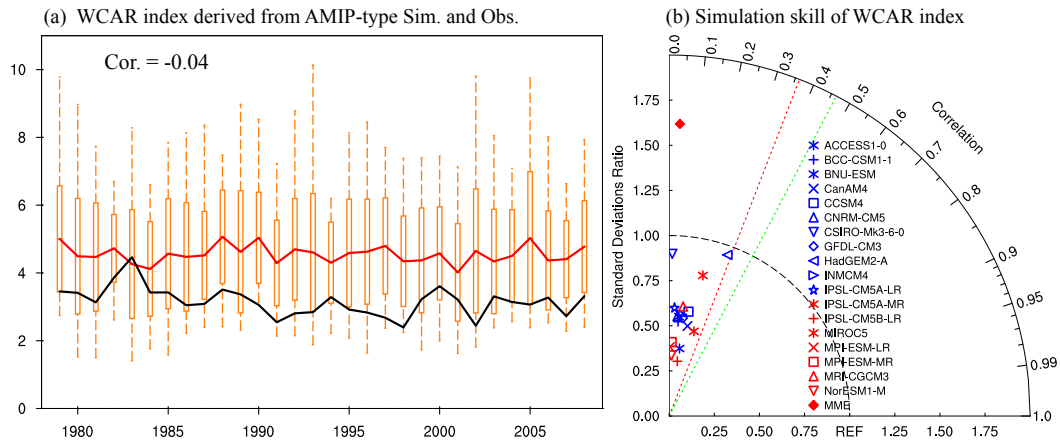 (a) WCAR index derived from AMIP-type Sim. and Obs.
Cor. = -0.04
10
8
6
4
2
0
1980
1985
1990
1995
2000
2005
(b) Simulation skill of WCAR index
Standard Deviations Ratio
1.75
1.50
1.25
1.00
0.75
0.50
0.25
0.00
0.0
0.1
0.2
0.3
0.4
0.5
0.6
0.7
0.8
0.9
0.95
0.99
1.0
Correlation
ACCESS1-0
BCC-CSM1-1
BNU-ESM
CanAM4
CCSM4
CNRM-CM5
CSIRO-Mk3-6-0
GFDL-CM3
HadGEM2-A
INMCM4
IPSL-CM5A-LR
IPSL-CM5A-MR
IPSL-CM5B-LR
MIROC5
MPI-ESM-LR
MPI-ESM-MR
MRI-CGCM3
NorESM1-M
MME
0.25
0.50
0.75
REF
1.25
1.50
1.75